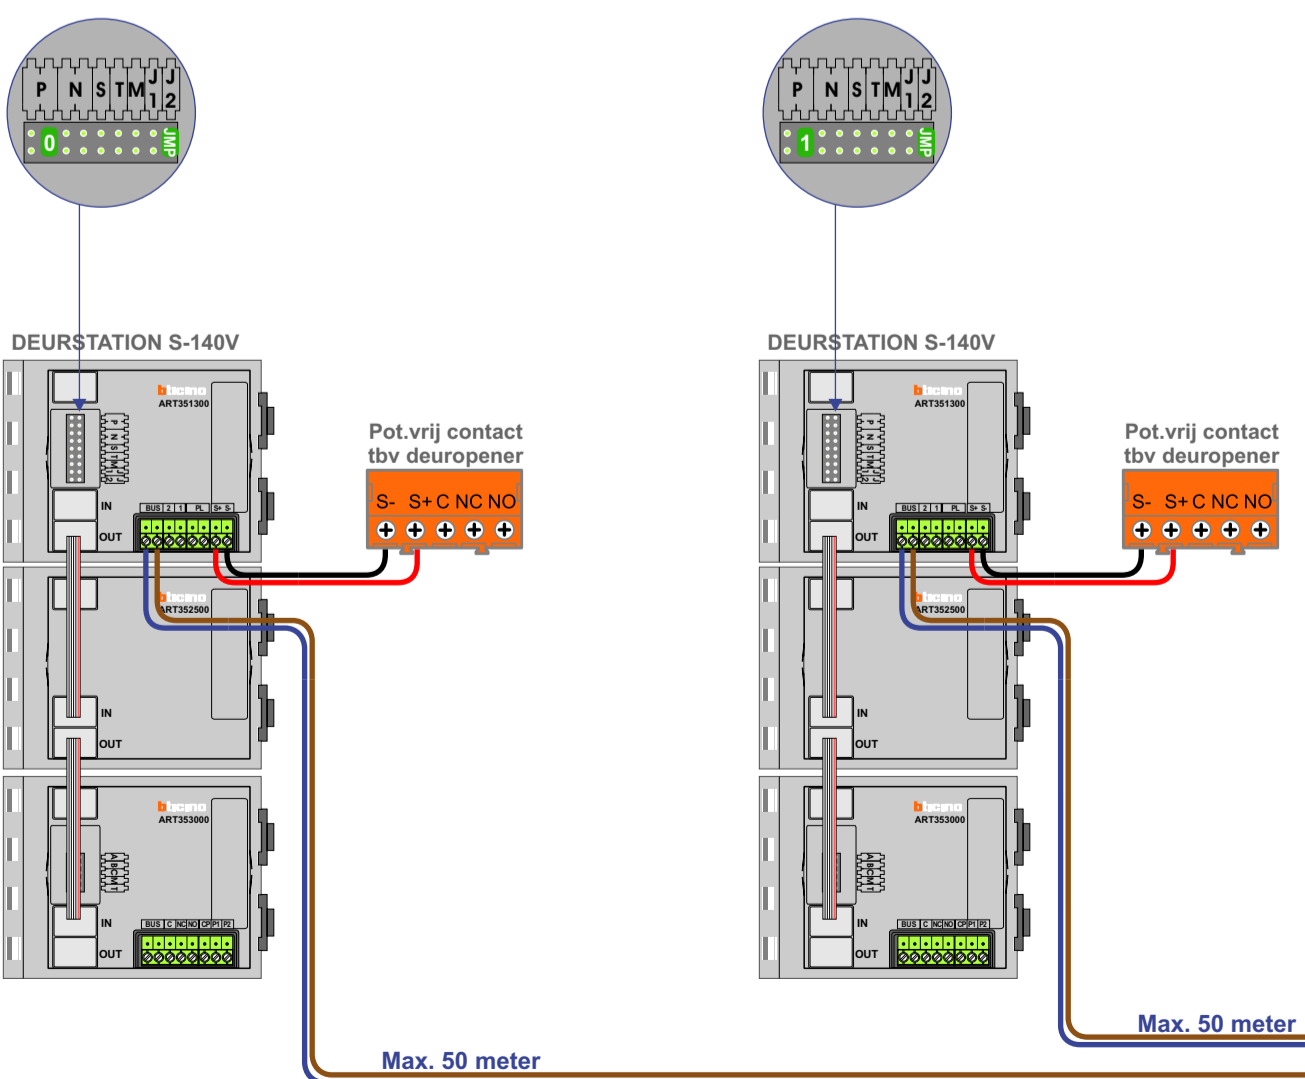 P N S T M J1 J2
0 JMP
DEURSTATION S-140V
bticino
ART351300
P N S T M J1 J2
IN
OUT
BUS 2 1 PL S+ S-
Pot.vrij contact
tbv deuropener
S- S+ C NC NO
bticino
ART352500
IN
OUT
bticino
ART353000
A B C M T
IN
OUT
BUS C NC NO CP P1 P2
Max. 50 meter
P N S T M J1 J2
1 JMP
DEURSTATION S-140V
bticino
ART351300
P N S T M J1 J2
IN
OUT
BUS 2 1 PL S+ S-
Pot.vrij contact
tbv deuropener
S- S+ C NC NO
bticino
ART352500
IN
OUT
bticino
ART353000
A B C M T
IN
OUT
BUS C NC NO CP P1 P2
Max. 50 meter